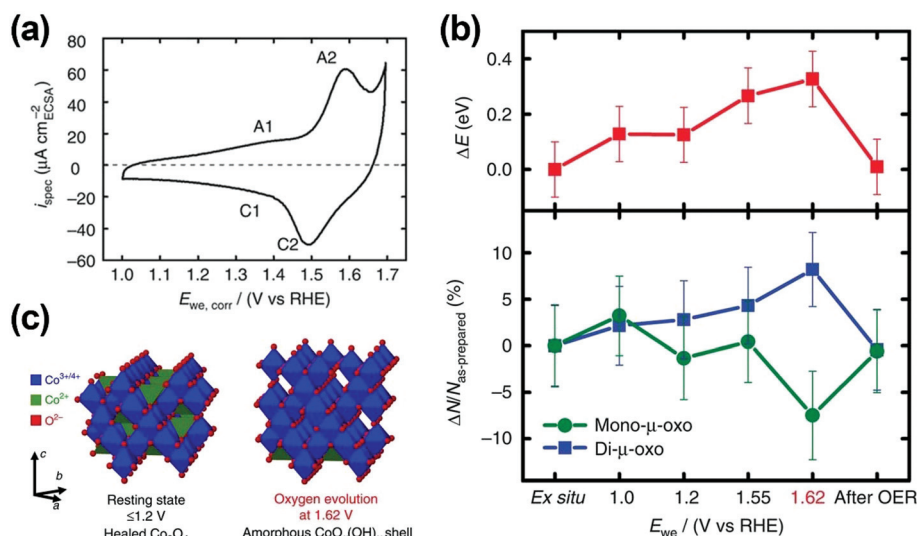 (a)
80
60
40
20
0
−20
−40
−60
i_spec (μA cm⁻²_ECSA)
A1
A2
C1
C2
1.0 1.1 1.2 1.3 1.4 1.5 1.6 1.7
E_we, corr / (V vs RHE)
(b)
0.4
0.2
0.0
ΔE (eV)
10
5
0
−5
−10
ΔN/N_as-prepared (%)
Mono-μ-oxo
Di-μ-oxo
Ex situ 1.0 1.2 1.55 1.62 After OER
E_we / (V vs RHE)
(c)
Co³⁺/⁴⁺
Co²⁺
O²⁻
c
b
a
Resting state
≤1.2 V
Healed
Oxygen evolution
at 1.62 V
Amorphous shell